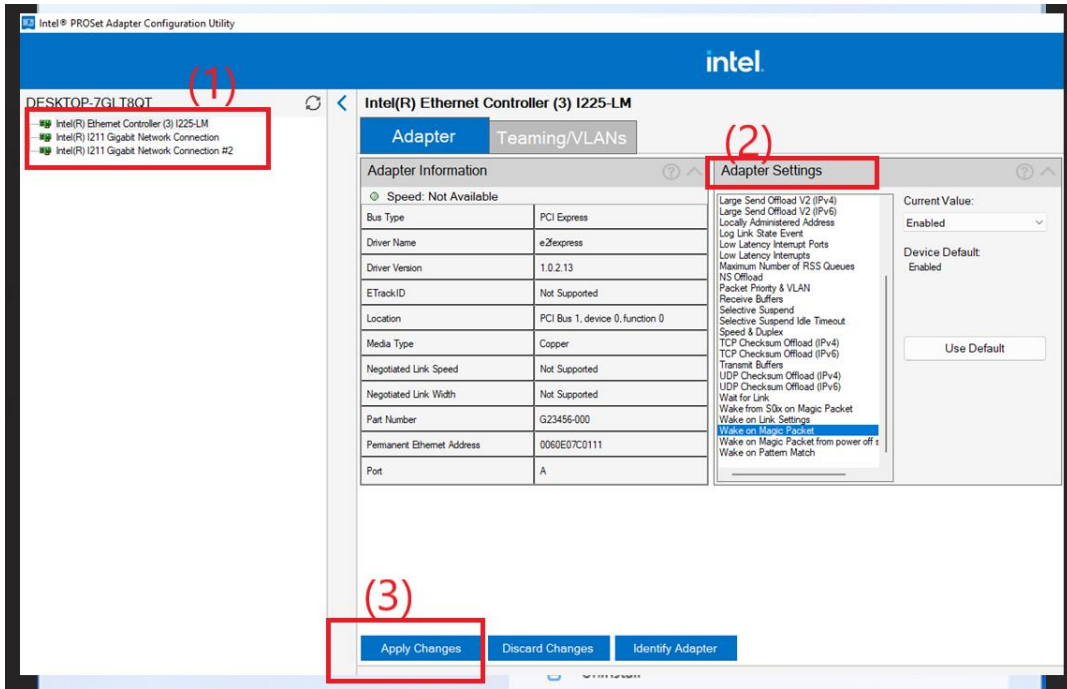 Intel® PROSet Adapter Configuration Utility
intel.
(1)
DESKTOP-7GLT8QT
Intel(R) Ethernet Controller (3) I225-LM
Intel(R) I211 Gigabit Network Connection
Intel(R) I211 Gigabit Network Connection #2
Intel(R) Ethernet Controller (3) I225-LM
Adapter
Teaming/VLANs
Adapter Information
Speed: Not Available
Bus Type PCI Express
Driver Name e2fexpress
Driver Version 1.0.2.13
ETrackID Not Supported
Location PCI Bus 1, device 0, function 0
Media Type Copper
Negotiated Link Speed Not Supported
Negotiated Link Width Not Supported
Part Number G23456-000
Permanent Ethernet Address 0060E07C0111
Port A
(2)
Adapter Settings
Large Send Offload V2 (IPv4)
Large Send Offload V2 (IPv6)
Locally Administered Address
Log Link State Event
Low Latency Interrupt Ports
Low Latency Interrupts
Maximum Number of RSS Queues
NS Offload
Packet Priority & VLAN
Receive Buffers
Selective Suspend
Selective Suspend Idle Timeout
Speed & Duplex
TCP Checksum Offload (IPv4)
TCP Checksum Offload (IPv6)
Transmit Buffers
UDP Checksum Offload (IPv4)
UDP Checksum Offload (IPv6)
Wait for Link
Wake from S0ix on Magic Packet
Wake on Link Settings
Wake on Magic Packet
Wake on Magic Packet from power off s
Wake on Pattern Match
Current Value:
Enabled
Device Default:
Enabled
Use Default
(3)
Apply Changes
Discard Changes
Identify Adapter